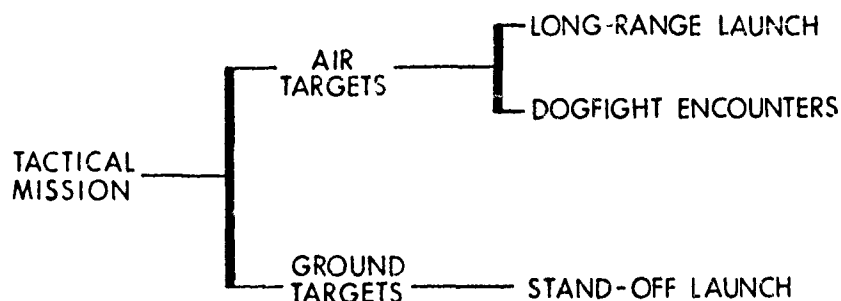 LONG-RANGE LAUNCH
AIR
TARGETS
DOGFIGHT ENCOUNTERS
TACTICAL
MISSION
GROUND
TARGETS
STAND-OFF LAUNCH